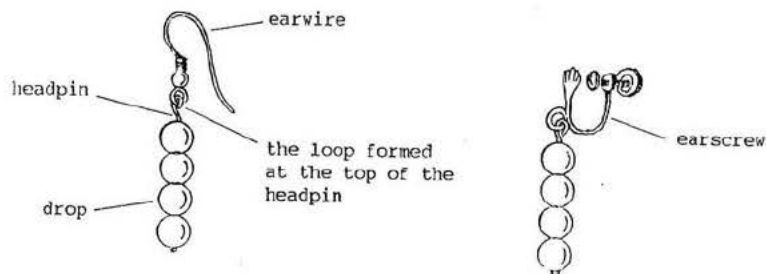 earwire
headpin
the loop formed
at the top of the
headpin
drop
earscrew